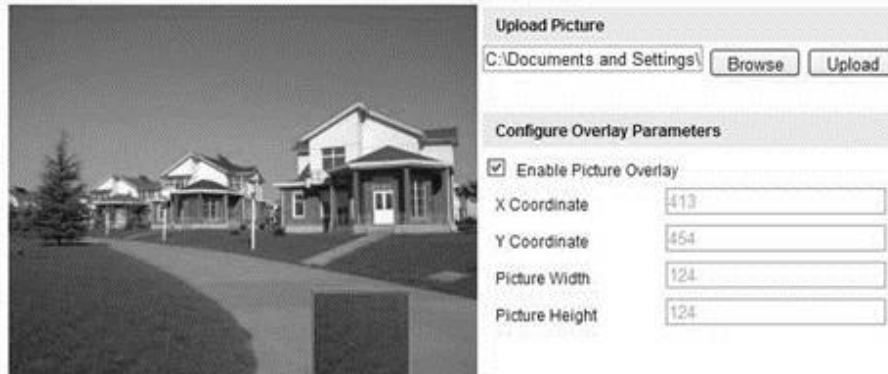 Upload Picture
C:\Documents and Settings\ Browse Upload
Configure Overlay Parameters
Enable Picture Overlay
X Coordinate 413
Y Coordinate 454
Picture Width 124
Picture Height 124